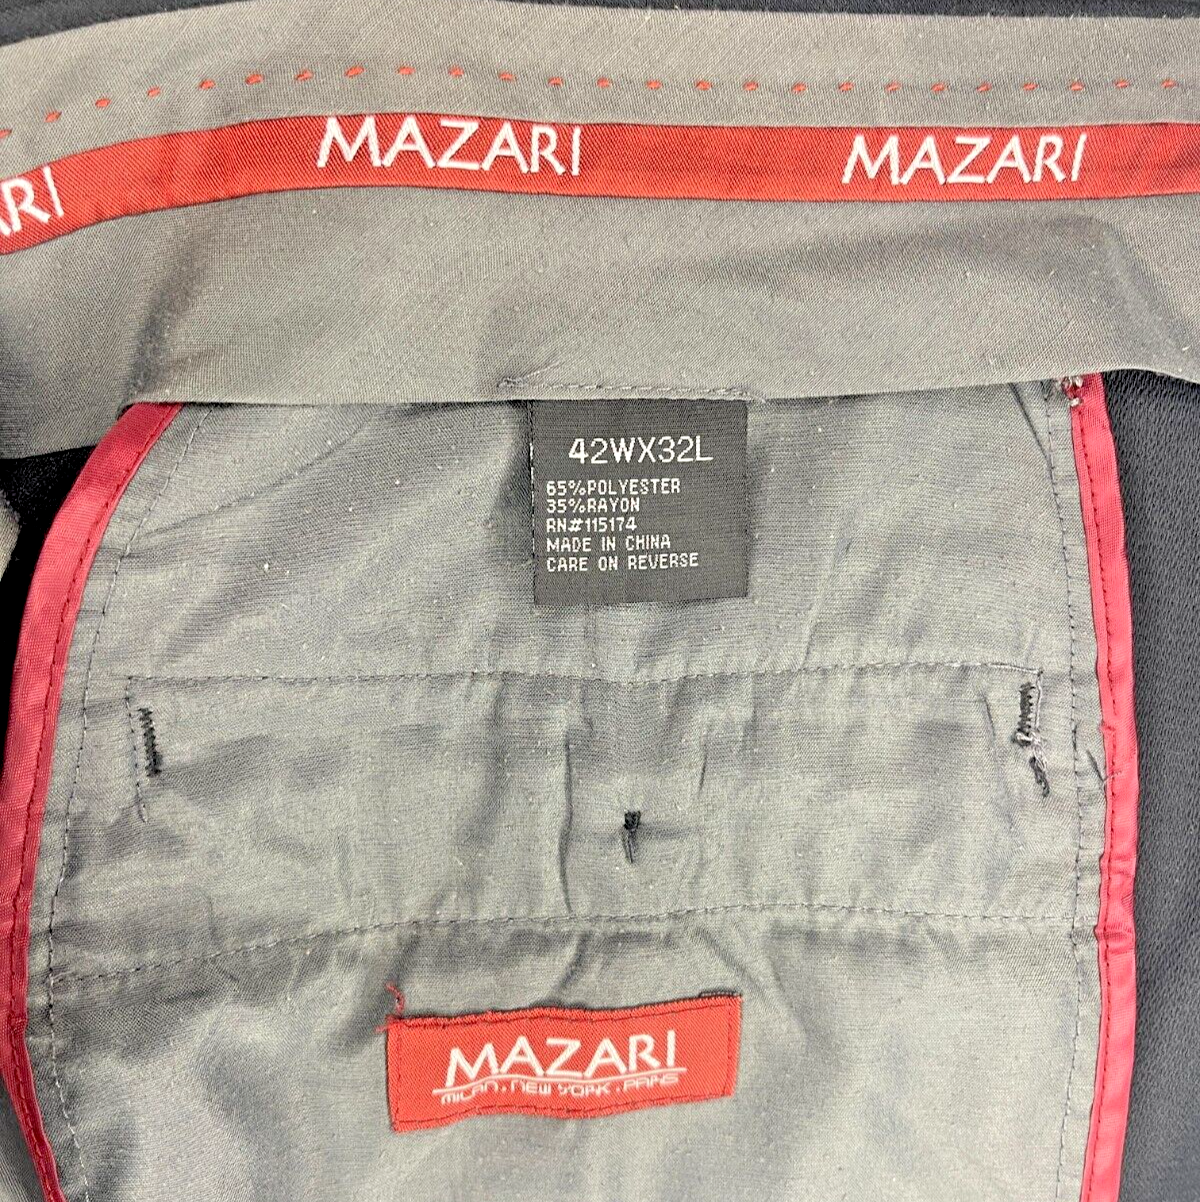 MAZARI
MAZARI
ARI
42WX32L
65%POLYESTER
35%RAYON
RN#115174
MADE IN CHINA
CARE ON REVERSE
MAZARI
MILAN. NEW YORK. PARIS